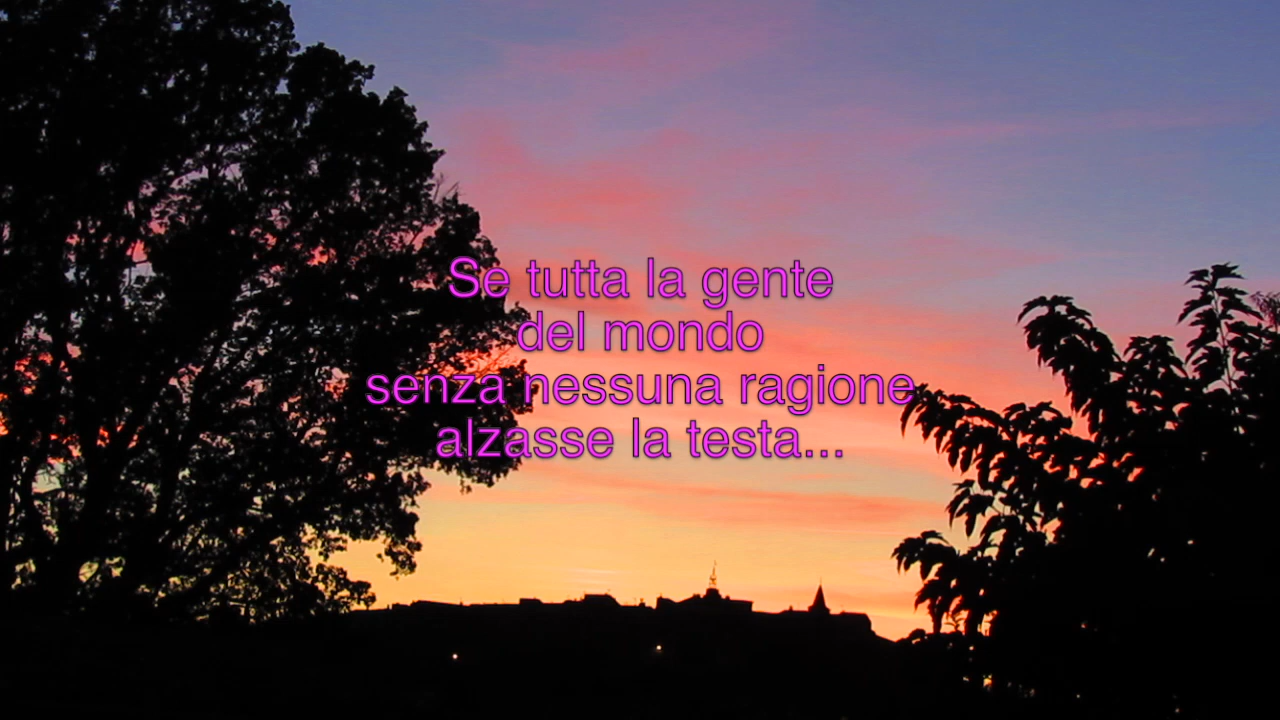 Se tutta la gente
del mondo
senza nessuna ragione
alzasse la testa...